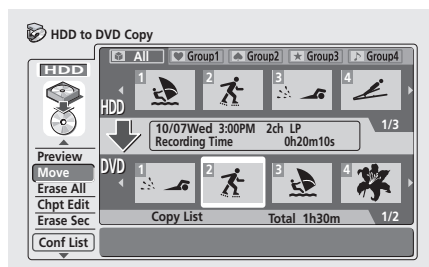 HDD to DVD Copy
All Group1 Group2 Group3 Group4
HDD
1 2 3 4
HDD
10/07Wed 3:00PM 2ch LP
1/3
Recording Time 0h20m10s
Preview
DVD
1 2 3 4
Move
Erase All
Chpt Edit
Erase Sec
Copy List Total 1h30m 1/2
Conf List